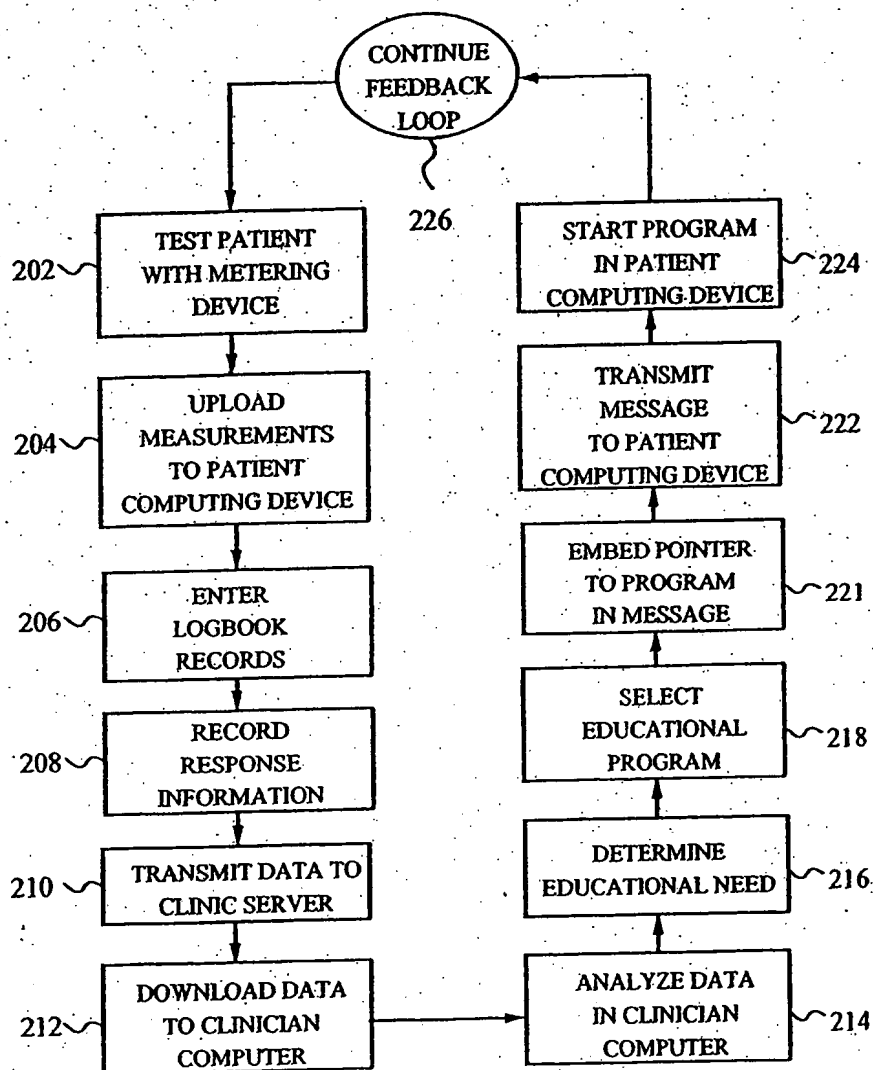 CONTINUE
FEEDBACK
LOOP
226
TEST PATIENT
WITH METERING
DEVICE
202
UPLOAD
MEASUREMENTS
TO PATIENT
COMPUTING DEVICE
204
ENTER
LOGBOOK
RECORDS
206
RECORD
RESPONSE
INFORMATION
208
TRANSMIT DATA TO
CLINIC SERVER
210
DOWNLOAD DATA
TO CLINICIAN
COMPUTER
212
ANALYZE DATA
IN CLINICIAN
COMPUTER
214
DETERMINE
EDUCATIONAL NEED
216
SELECT
EDUCATIONAL
PROGRAM
218
EMBED POINTER
TO PROGRAM
IN MESSAGE
221
TRANSMIT
MESSAGE
TO PATIENT
COMPUTING DEVICE
222
START PROGRAM
IN PATIENT
COMPUTING DEVICE
224